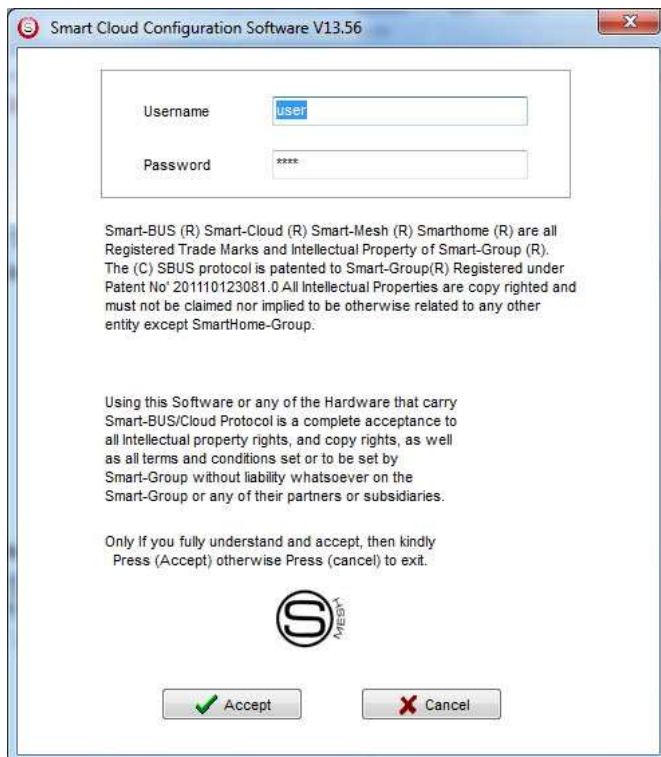 Smart Cloud Configuration Software V13.56
Username
user
Password
****
Smart-BUS (R) Smart-Cloud (R) Smart-Mesh (R) Smarthome (R) are all
Registered Trade Marks and Intellectual Property of Smart-Group (R).
The (C) SBUS protocol is patented to Smart-Group(R) Registered under
Patent No' 201110123081.0 All Intellectual Properties are copy righted and
must not be claimed nor implied to be otherwise related to any other
entity except SmartHome-Group.
Using this Software or any of the Hardware that carry
Smart-BUS/Cloud Protocol is a complete acceptance to
all Intellectual property rights, and copy rights, as well
as all terms and conditions set or to be set by
Smart-Group without liability whatsoever on the
Smart-Group or any of their partners or subsidiaries.
Only If you fully understand and accept, then kindly
Press (Accept) otherwise Press (cancel) to exit.
S MESH
Accept
Cancel